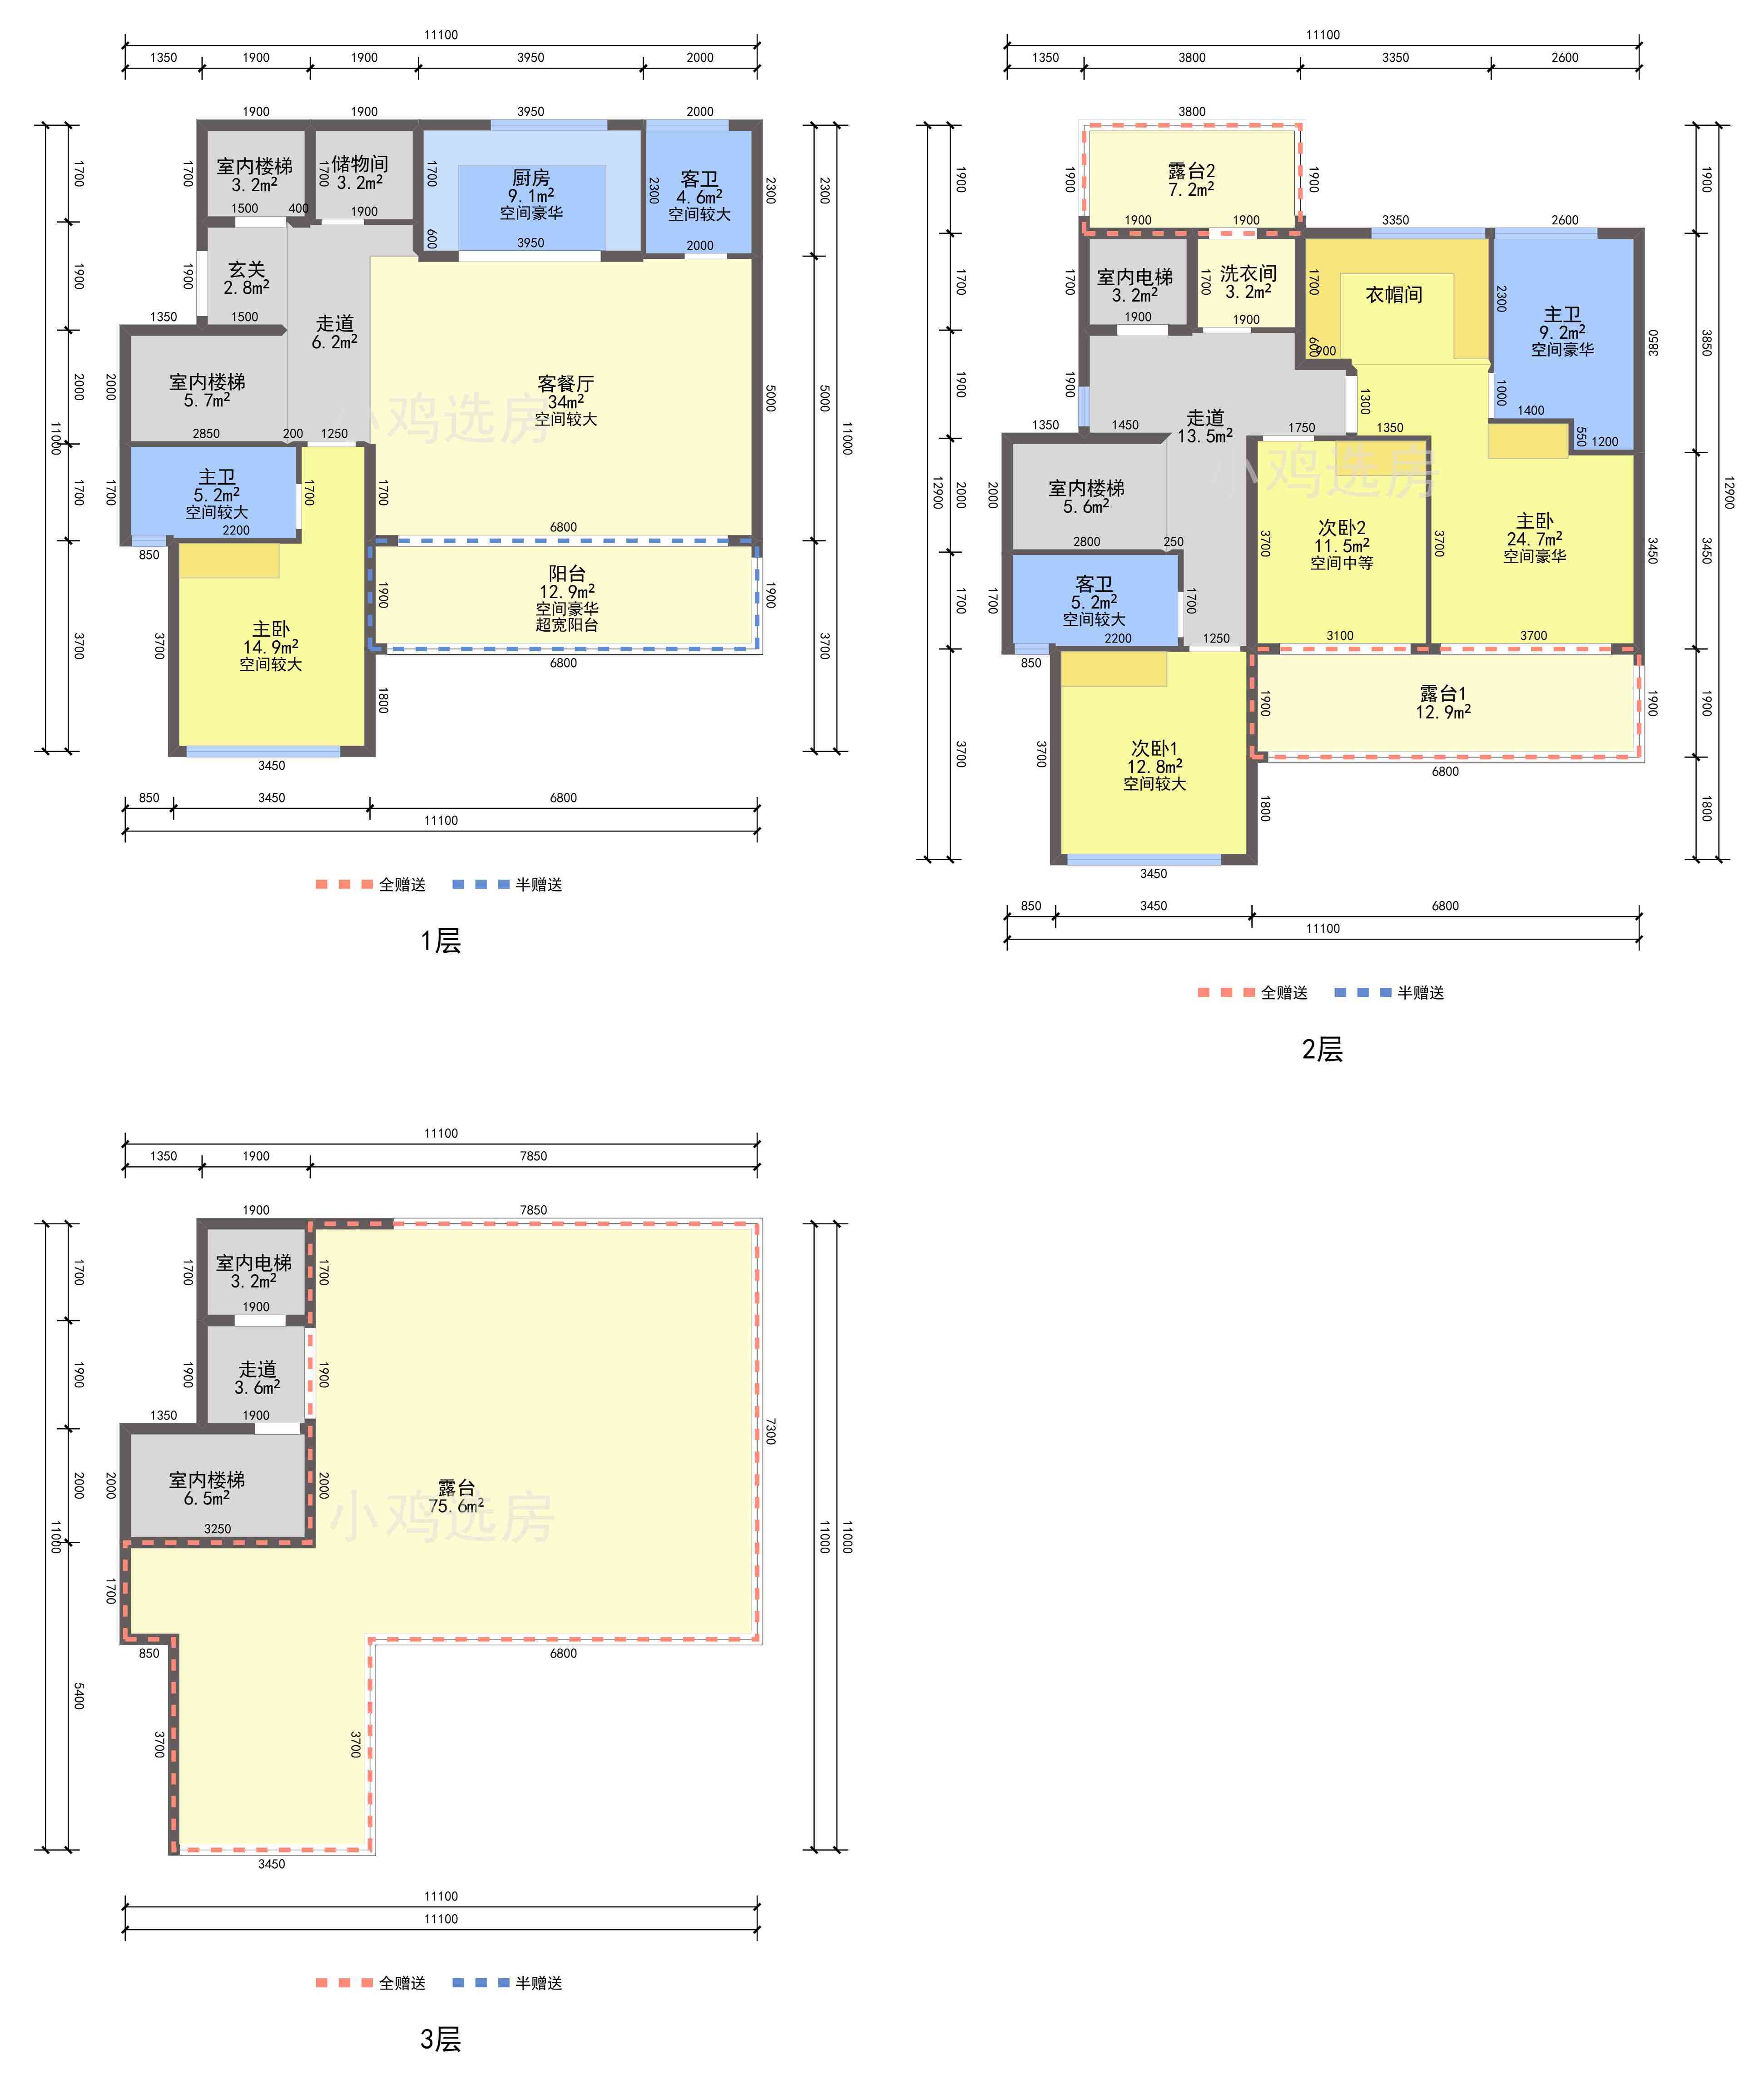 11100
1350 1900 1900 3950 2000
1900 1900 3950 2000
室内楼梯
3.2m²
储物间
3.2m²
厨房
9.1m²
空间豪华
客卫
4.6m²
空间较大
1700 1700 1700 1700 2300 2300 2300
1500 400 1900 600 3950 2000
玄关
2.8m²
1900 1900
1350 1500
走道
6.2m²
室内楼梯
5.7m²
客餐厅
34m²
空间较大
小鸡选房
11000 2000 2000 5000 5000 11000
2850 200 1250
主卫
5.2m²
空间较大
1700 1700 1700 1700
850 2200 6800
阳台
12.9m²
空间豪华
超宽阳台
1900 1900
主卧
14.9m²
空间较大
3700 3700 3700
6800
1800
3450
850 3450 6800
11100
全赠送 半赠送
1层
11100
1350 3800 3350 2600
3800
露台2
7.2m²
1900 1900 1900 1900
1900 1900 3350 2600
室内电梯
3.2m²
洗衣间
3.2m²
衣帽间
主卫
9.2m²
空间豪华
1700 1700 1700 1700 2300 3850 3850
1900 1900 600 900
1900 1900 1300 1000
走道
13.5m²
1350 1450 1750 1350 1400 550 1200
小鸡选房
室内楼梯
5.6m²
12900 2000 2000 12900
次卧2
11.5m²
空间中等
主卧
24.7m²
空间豪华
3700 3700 3450 3450
2800 250
客卫
5.2m²
空间较大
1700 1700 1700
850 2200 1250 3100 3700
露台1
12.9m²
1900 1900 1900
次卧1
12.8m²
空间较大
3700 3700
6800
1800 1800
3450
850 3450 6800
11100
全赠送 半赠送
2层
11100
1350 1900 7850
1900 7850
室内电梯
3.2m²
1700 1700 1700
1900
走道
3.6m²
1900 1900 1900
1350 1900
7300
室内楼梯
6.5m²
2000 2000 2000
露台
75.6m²
小鸡选房
11000 11000 11000
3250
1700
850 6800
5400
3700 3700
3450
11100
11100
全赠送 半赠送
3层